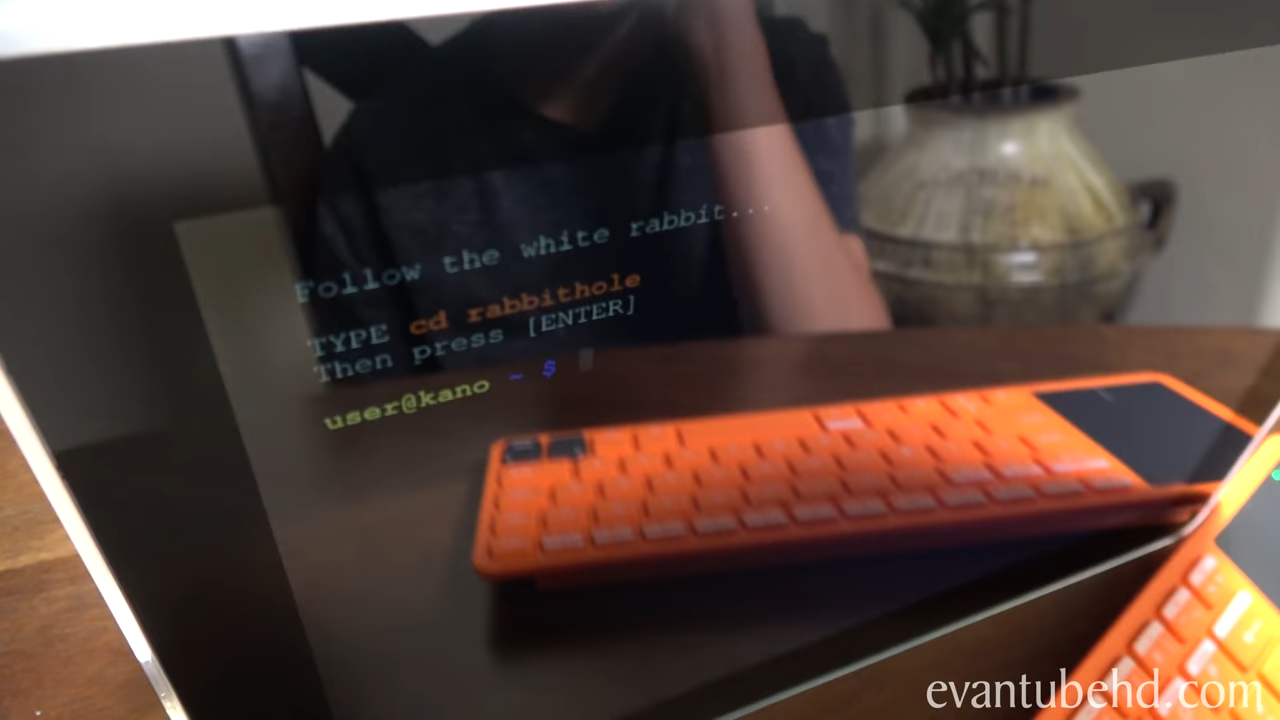 Follow the white rabbit...
TYPE cd rabbithole
Then press [ENTER]
user@kano ~ $
evantubehd.com